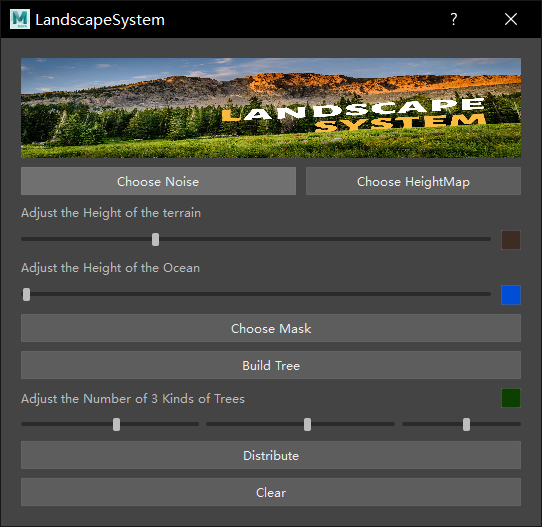 LandscapeSystem
?
LANDSCAPE
SYSTEM
Choose Noise
Choose HeightMap
Adjust the Height of the terrain
Adjust the Height of the Ocean
Choose Mask
Build Tree
Adjust the Number of 3 Kinds of Trees
Distribute
Clear